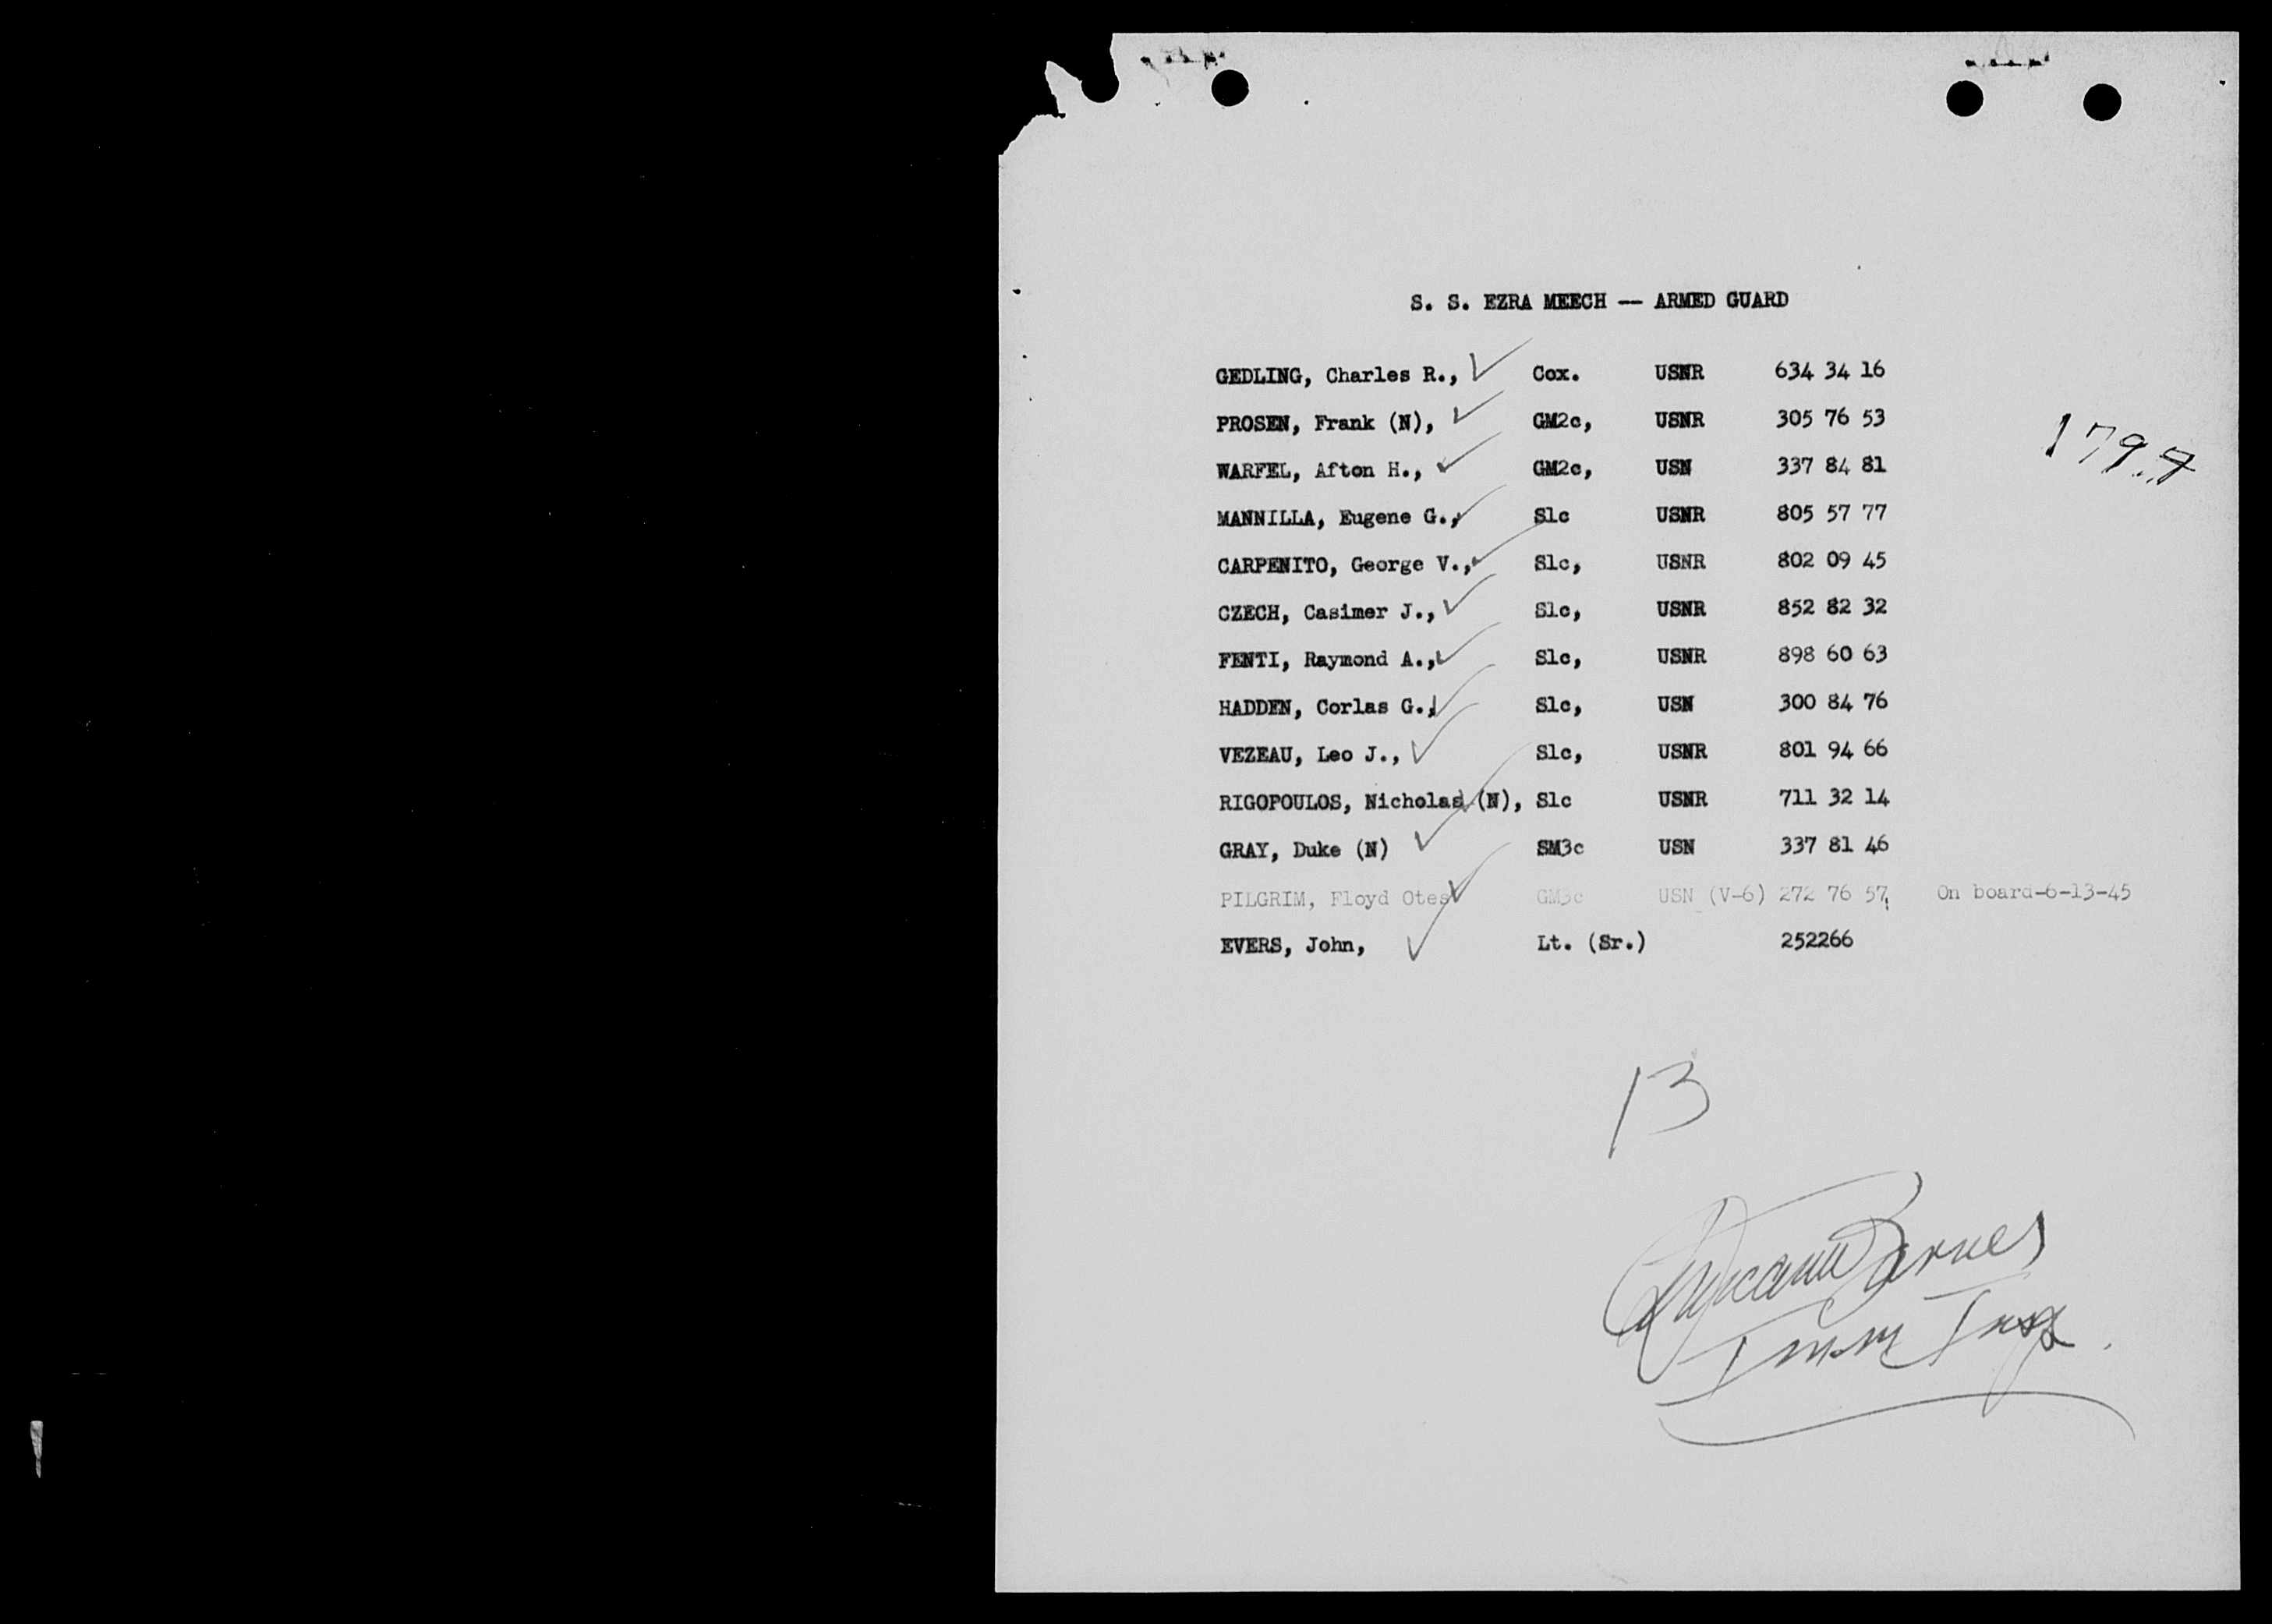 S. S. EZRA MEECH -- ARMED GUARD
GEDLING, Charles R., ✓ Cox. USNR 634 34 16
PROSEN, Frank (N), ✓ GM2c, USNR 305 76 53
WARFEL, Afton H., ✓ GM2c, USN 337 84 81
MANNILLA, Eugene G., ✓ S1c USNR 805 57 77
CARPENITO, George V., ✓ S1c, USNR 802 09 45
CZECH, Casimer J., ✓ S1c, USNR 852 82 32
FENTI, Raymond A., ✓ S1c, USNR 898 60 63
HADDEN, Corlas G., ✓ S1c, USN 300 84 76
VEZEAU, Leo J., ✓ S1c, USNR 801 94 66
RIGOPOULOS, Nicholas (N), ✓ S1c USNR 711 32 14
GRAY, Duke (N) ✓ SM3c USN 337 81 46
PILGRIM, Floyd Otes ✓ GM3c USN (V-6) 272 76 57 On board-6-13-45
EVERS, John, ✓ Lt. (Sr.) 252266
13
Barnes
Imm Insp.